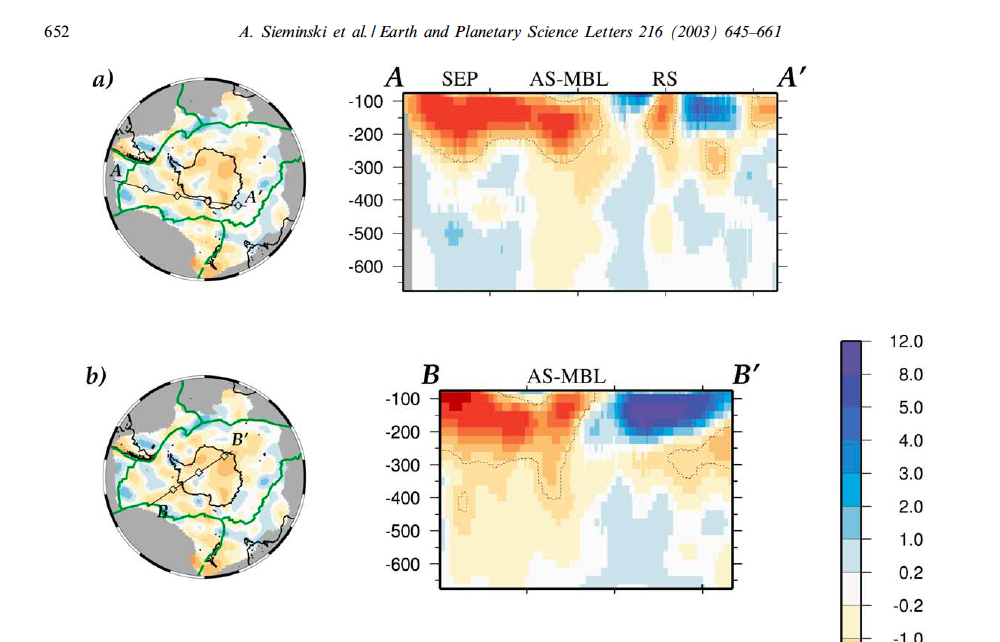 652
A. Sieminski et al. / Earth and Planetary Science Letters 216 (2003) 645–661
a)
A
A'
A SEP AS-MBL RS A'
-100
-200
-300
-400
-500
-600
b)
B'
B
B AS-MBL B'
-100
-200
-300
-400
-500
-600
12.0
8.0
5.0
4.0
3.0
2.0
1.0
0.2
-0.2
-1.0